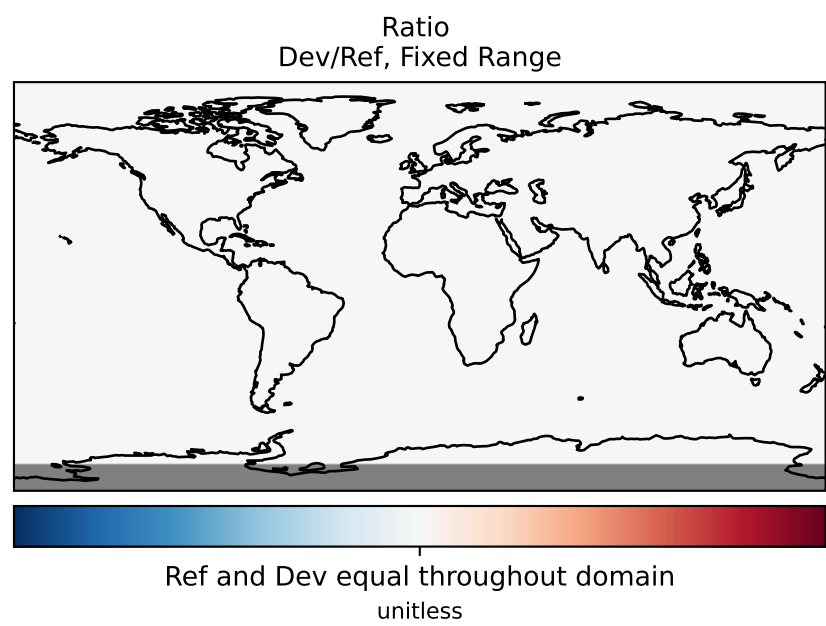 Ratio
Dev/Ref, Fixed Range
Ref and Dev equal throughout domain
unitless